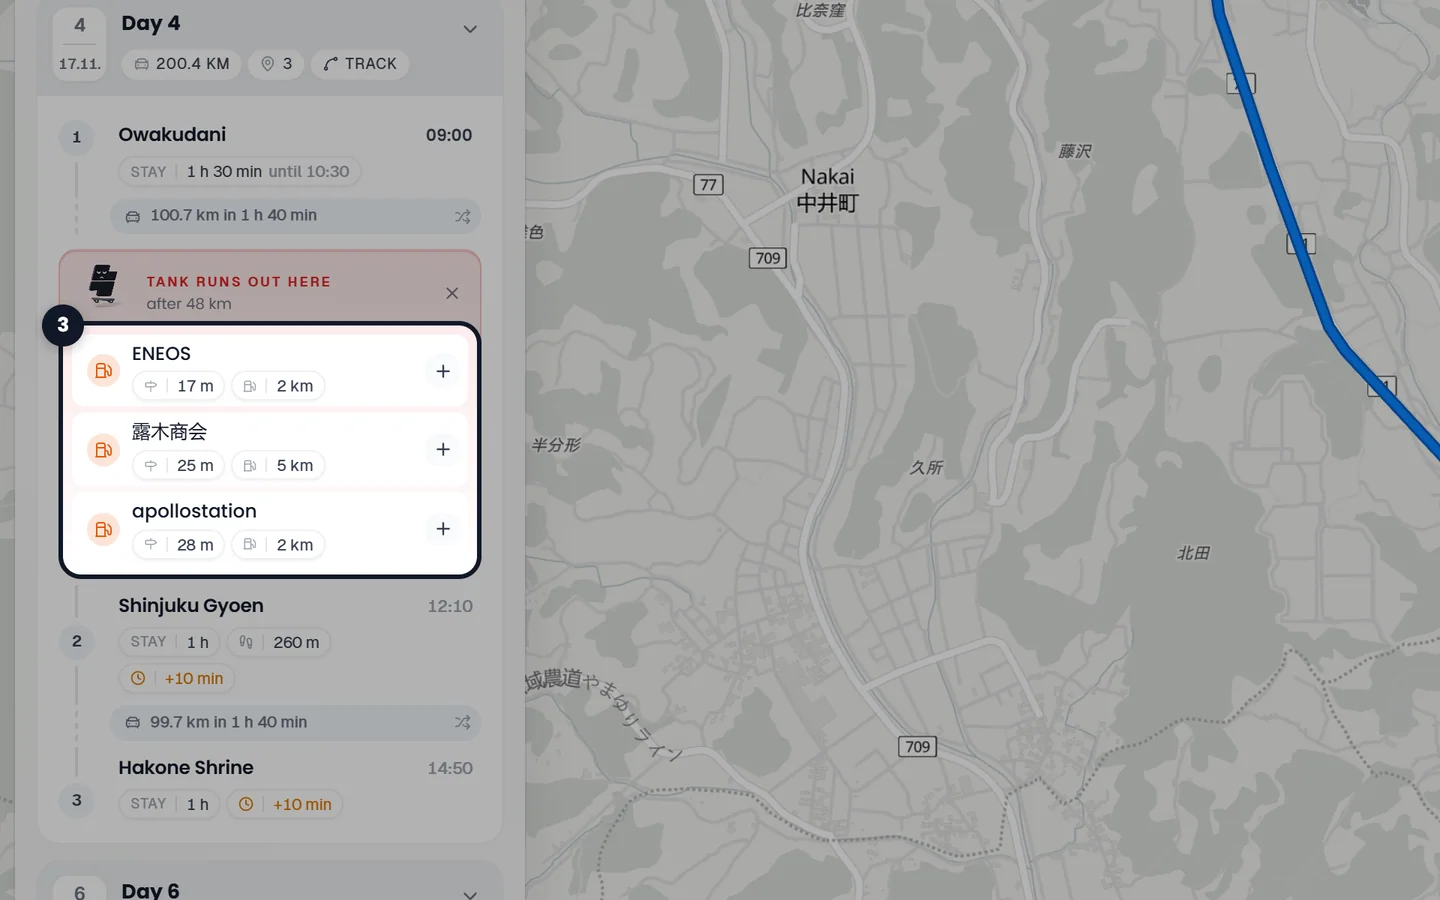 4
17.11.
Day 4
200.4 KM
3
TRACK
1
Owakudani
09:00
STAY
1 h 30 min until 10:30
100.7 km in 1 h 40 min
TANK RUNS OUT HERE
after 48 km
3
ENEOS
17 m
2 km
露木商会
25 m
5 km
apollostation
28 m
2 km
2
Shinjuku Gyoen
12:10
STAY
1 h
260 m
+10 min
99.7 km in 1 h 40 min
3
Hakone Shrine
14:50
STAY
1 h
+10 min
6
Day 6
比奈窪
藤沢
77
Nakai
中井町
色
709
半分形
久所
北田
域農道やまゆりライン
709